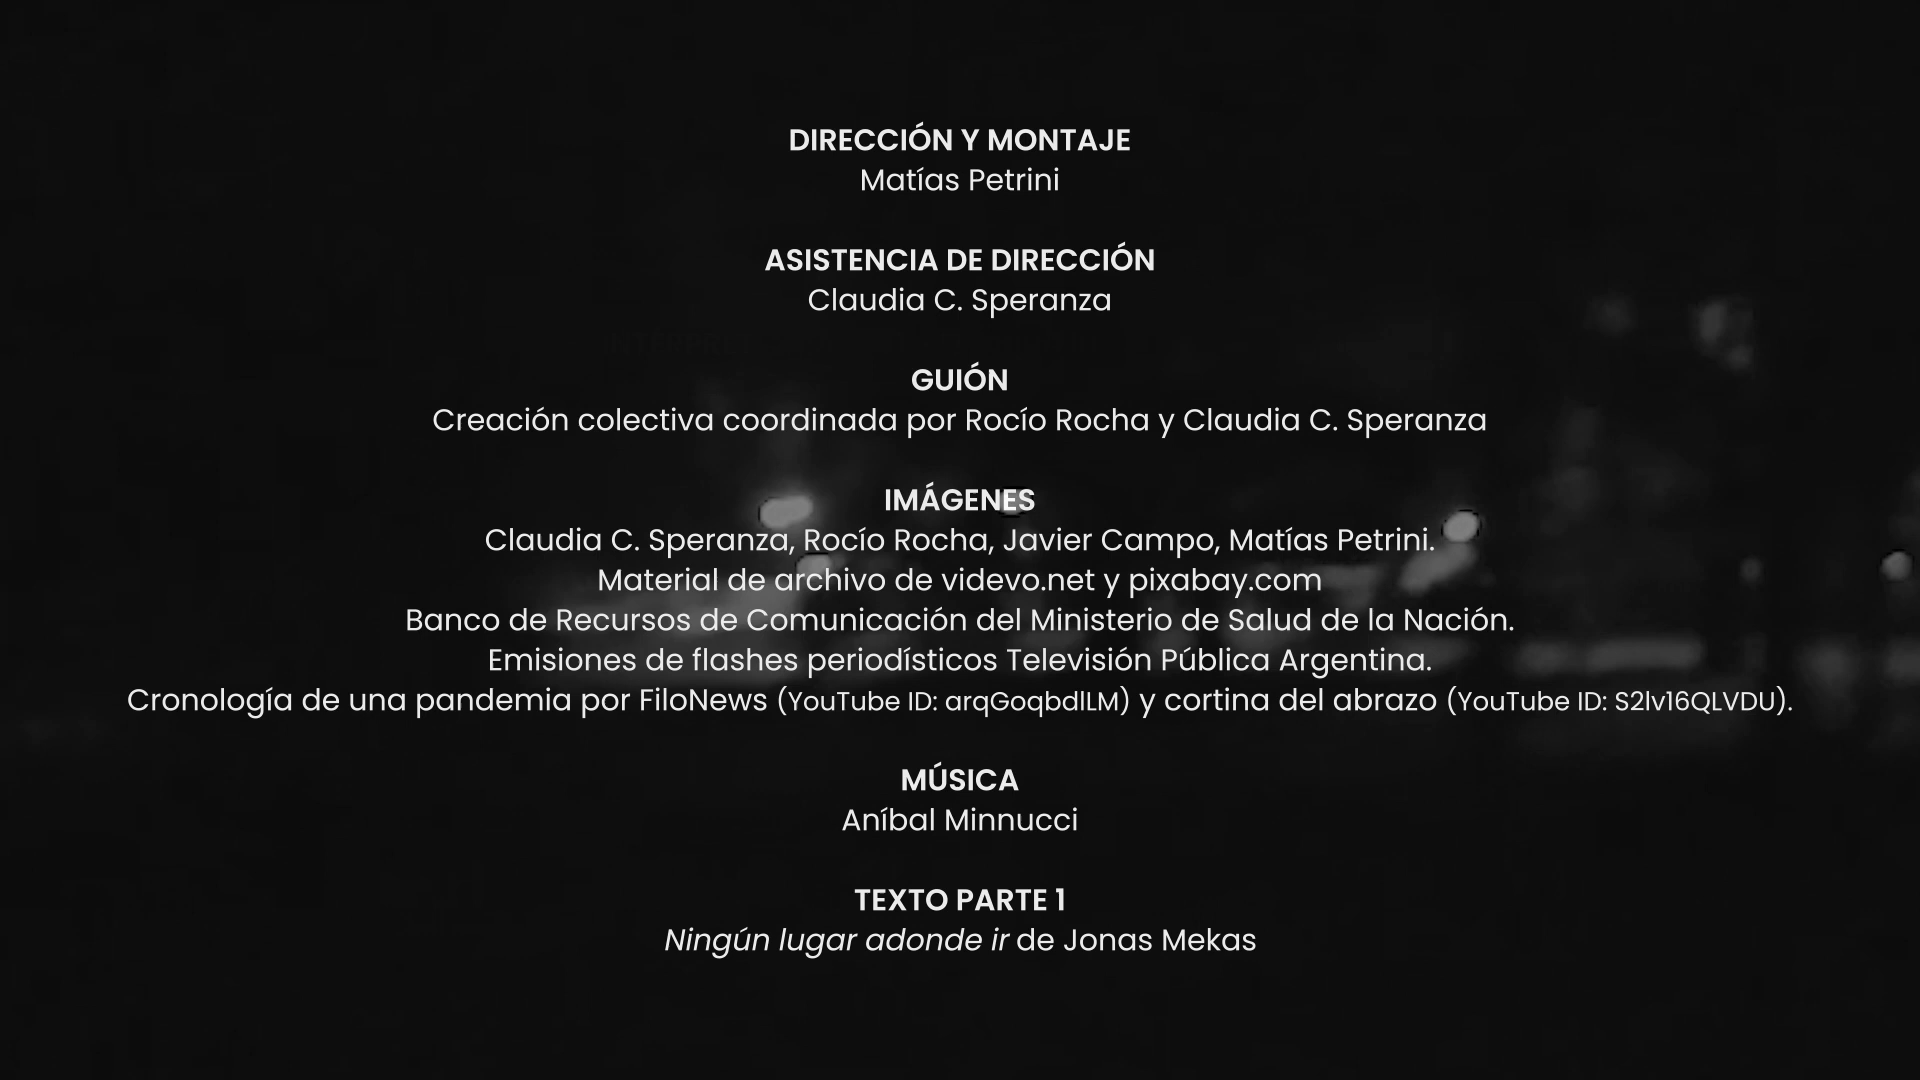 DIRECCIÓN Y MONTAJE
Matías Petrini
ASISTENCIA DE DIRECCIÓN
Claudia C. Speranza
GUIÓN
Creación colectiva coordinada por Rocío Rocha y Claudia C. Speranza
IMÁGENES
Claudia C. Speranza, Rocío Rocha, Javier Campo, Matías Petrini.
Material de archivo de videvo.net y pixabay.com
Banco de Recursos de Comunicación del Ministerio de Salud de la Nación.
Emisiones de flashes periodísticos Televisión Pública Argentina.
Cronología de una pandemia por FiloNews (YouTube ID: arqGoqbdlLM) y cortina del abrazo (YouTube ID: S2lv16QLVDU).
MÚSICA
Aníbal Minnucci
TEXTO PARTE 1
Ningún lugar adonde ir de Jonas Mekas